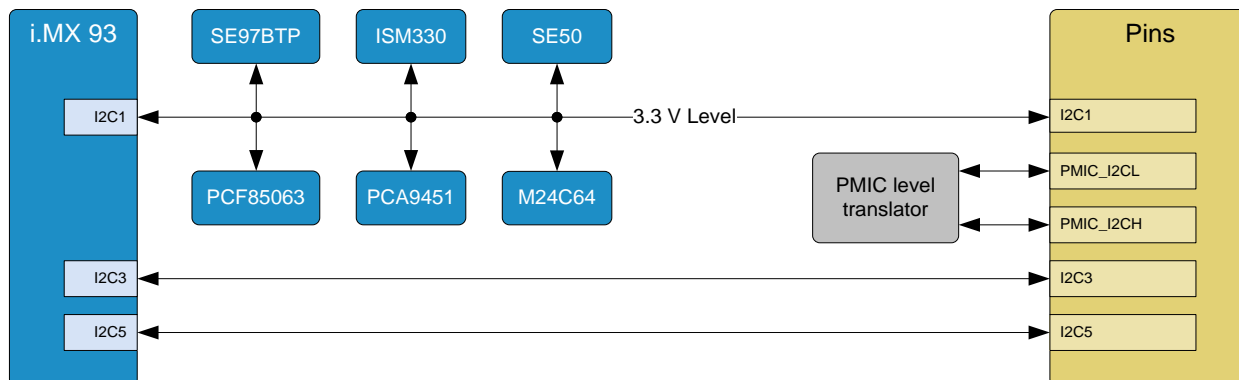 i.MX 93
SE97BTP
ISM330
SE50
Pins
I2C1
3.3 V Level
I2C1
PCF85063
PCA9451
M24C64
PMIC level
translator
PMIC_I2CL
PMIC_I2CH
I2C3
I2C3
I2C5
I2C5